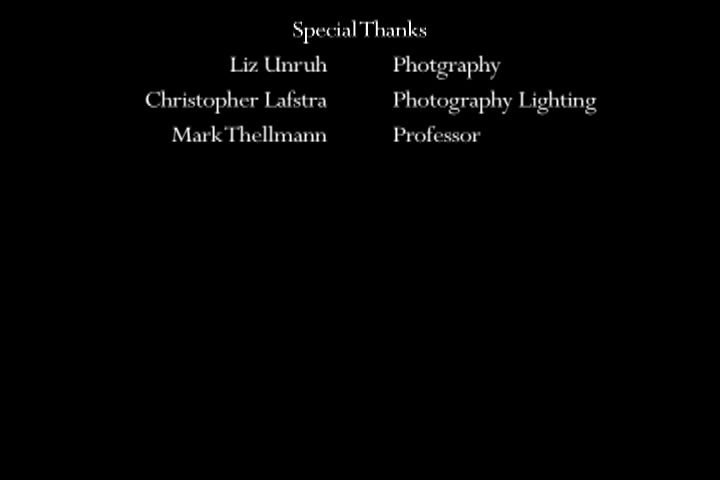 Special Thanks
Liz Unruh Photgraphy
Christopher Lafstra Photography Lighting
Mark Thellmann Professor